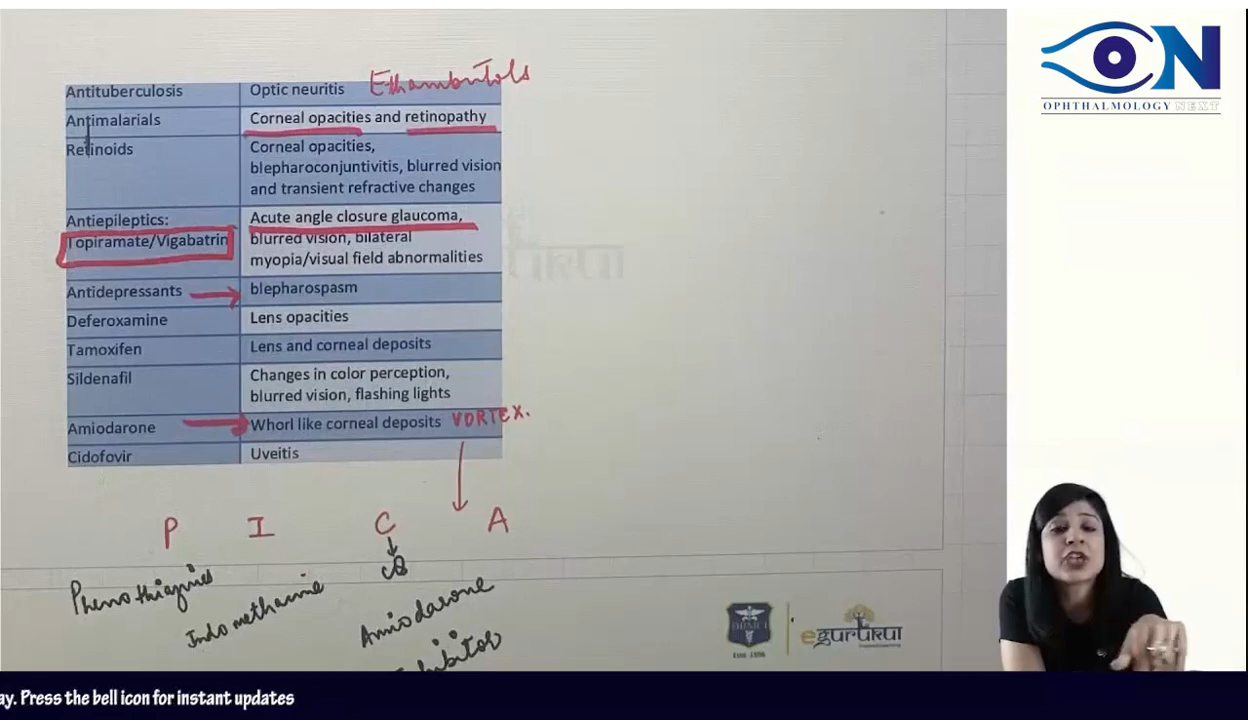 ON
OPHTHALMOLOGY NEXT
Ethambutols
Antituberculosis Optic neuritis
Antimalarials Corneal opacities and retinopathy
Retinoids Corneal opacities,
blepharoconjuntivitis, blurred vision
and transient refractive changes
Antiepileptics: Acute angle closure glaucoma,
Topiramate/Vigabatrin blurred vision, bilateral
myopia/visual field abnormalities
Antidepressants blepharospasm
Deferoxamine Lens opacities
Tamoxifen Lens and corneal deposits
Sildenafil Changes in color perception,
blurred vision, flashing lights
Amiodarone Whorl like corneal deposits VORTEX.
Cidofovir Uveitis
P I C A
CQ
Phenothiazines
Indomethacine
Amiodarone
egurukul
ay. Press the bell icon for instant updates